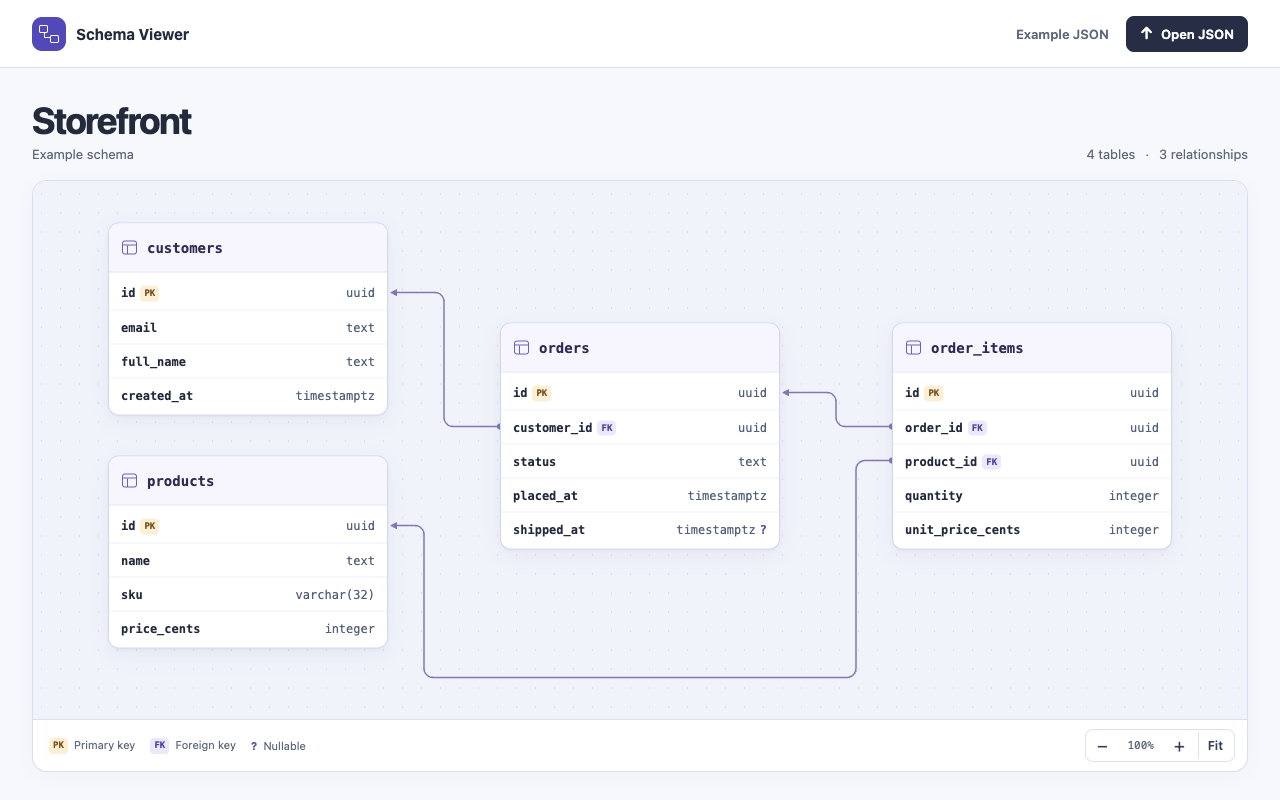 Schema Viewer
Example JSON
Open JSON
Storefront
Example schema
4 tables · 3 relationships
customers
id PK uuid
email text
full_name text
created_at timestamptz
products
id PK uuid
name text
sku varchar(32)
price_cents integer
orders
id PK uuid
customer_id FK uuid
status text
placed_at timestamptz
shipped_at timestamptz ?
order_items
id PK uuid
order_id FK uuid
product_id FK uuid
quantity integer
unit_price_cents integer
PK Primary key FK Foreign key ? Nullable
− 100% + Fit